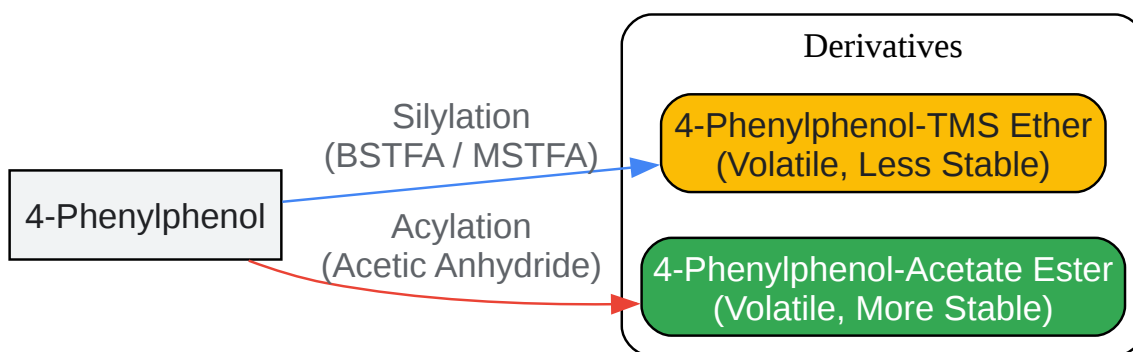 Derivatives
4-Phenylphenol
Silylation
(BSTFA / MSTFA)
4-Phenylphenol-TMS Ether
(Volatile, Less Stable)
Acylation
(Acetic Anhydride)
4-Phenylphenol-Acetate Ester
(Volatile, More Stable)